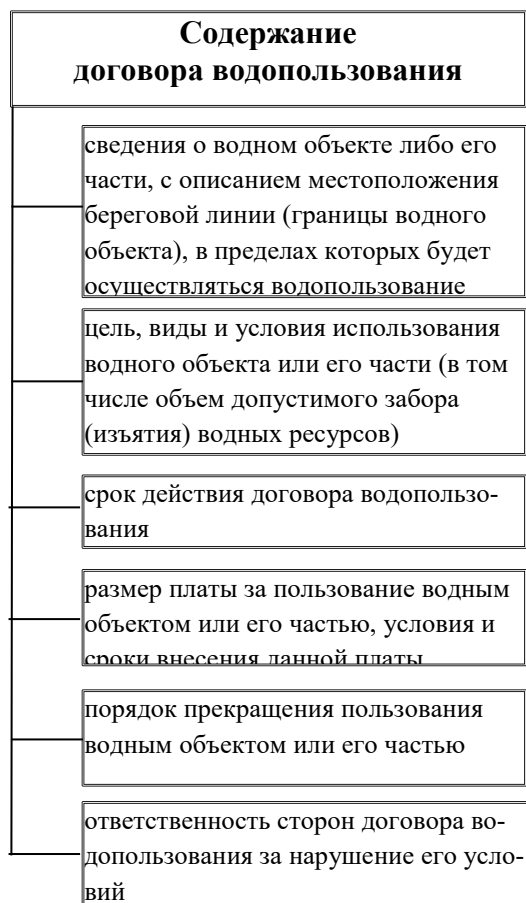 Содержание
договора водопользования
сведения о водном объекте либо его
части, с описанием местоположения
береговой линии (границы водного
объекта), в пределах которых будет
осуществляться водопользование
цель, виды и условия использования
водного объекта или его части (в том
числе объем допустимого забора
(изъятия) водных ресурсов)
срок действия договора водопользо-
вания
размер платы за пользование водным
объектом или его частью, условия и
сроки внесения данной платы
порядок прекращения пользования
водным объектом или его частью
ответственность сторон договора во-
допользования за нарушение его усло-
вий